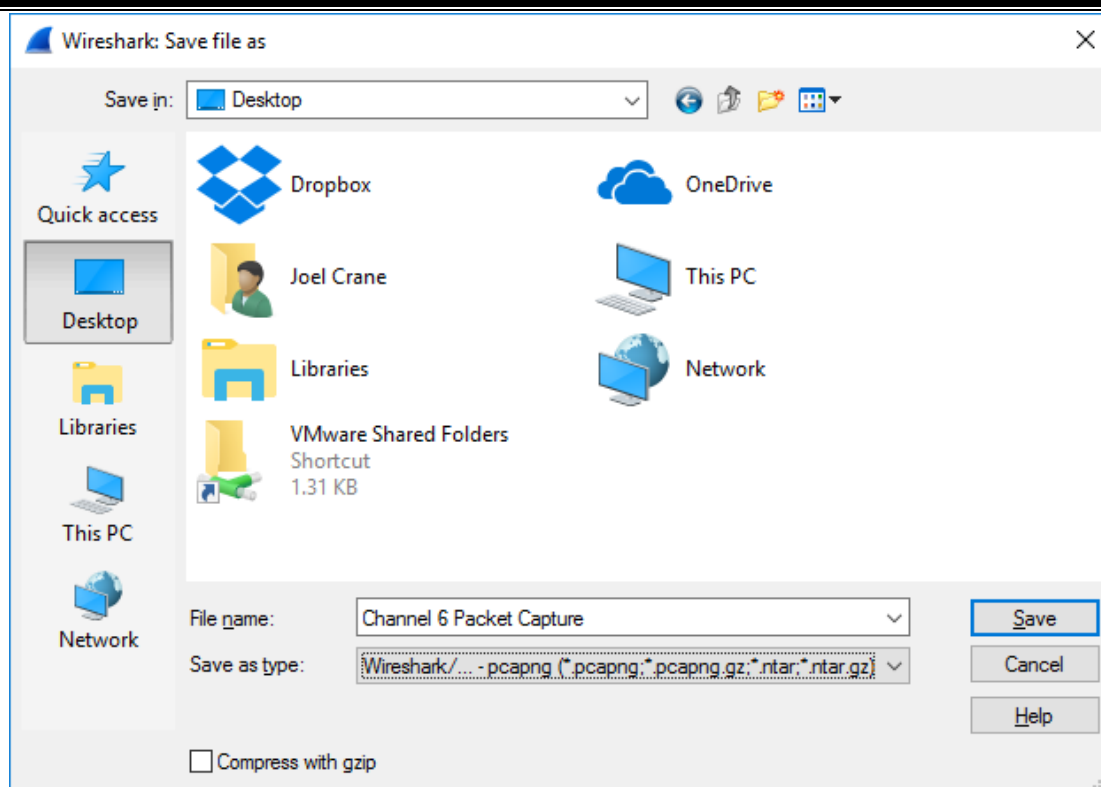 Wireshark: Save file as
Save in:
Desktop
Quick access
Desktop
Libraries
This PC
Network
Dropbox
OneDrive
Joel Crane
This PC
Libraries
Network
VMware Shared Folders
Shortcut
1.31 KB
File name:
Channel 6 Packet Capture
Save
Save as type:
Wireshark/... - pcapng (*.pcapng;*.pcapng.gz;*.ntar;*.ntar.gz)
Cancel
Help
Compress with gzip